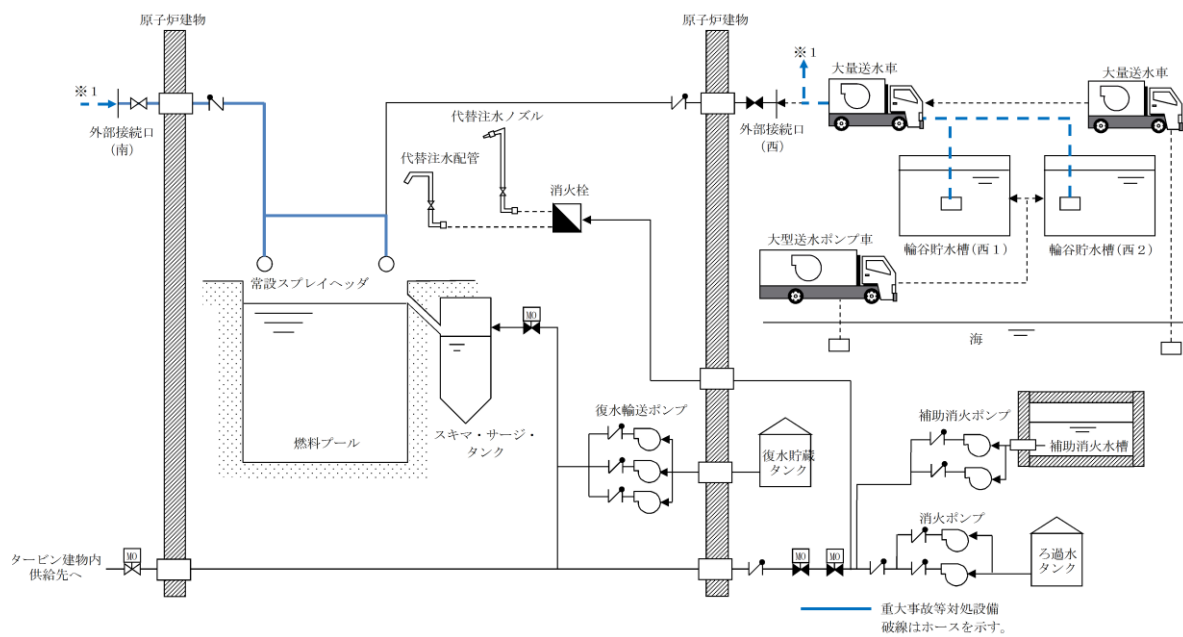 原子炉建物
原子炉建物
※1
大量送水車
大量送水車
※1
外部接続口
(南)
代替注水ノズル
外部接続口
(西)
代替注水配管
消火栓
大型送水ポンプ車
輪谷貯水槽(西1)
輪谷貯水槽(西2)
常設スプレイヘッダ
MO
海
復水輸送ポンプ
補助消火ポンプ
燃料プール
スキマ・サージ・
タンク
復水貯蔵
タンク
補助消火水槽
消火ポンプ
タービン建物内
供給先へ
MO
MO
MO
ろ過水
タンク
重大事故等対処設備
破線はホースを示す。